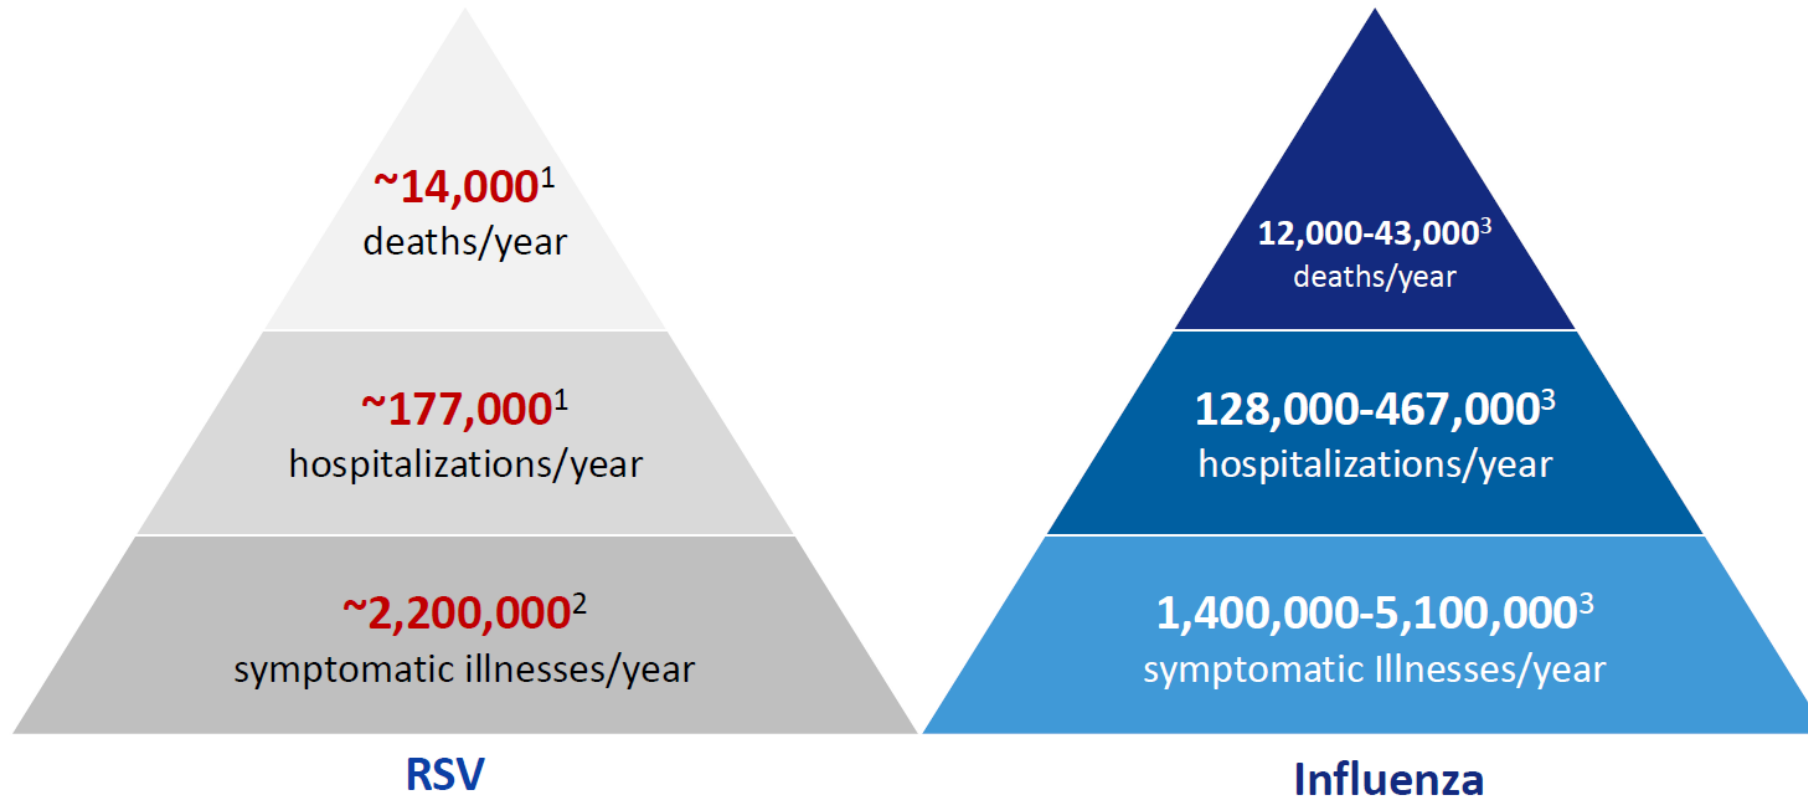 ~14,000¹
deaths/year
~177,000¹
hospitalizations/year
~2,200,000²
symptomatic illnesses/year
RSV
12,000-43,000³
deaths/year
128,000-467,000³
hospitalizations/year
1,400,000-5,100,000³
symptomatic Illnesses/year
Influenza